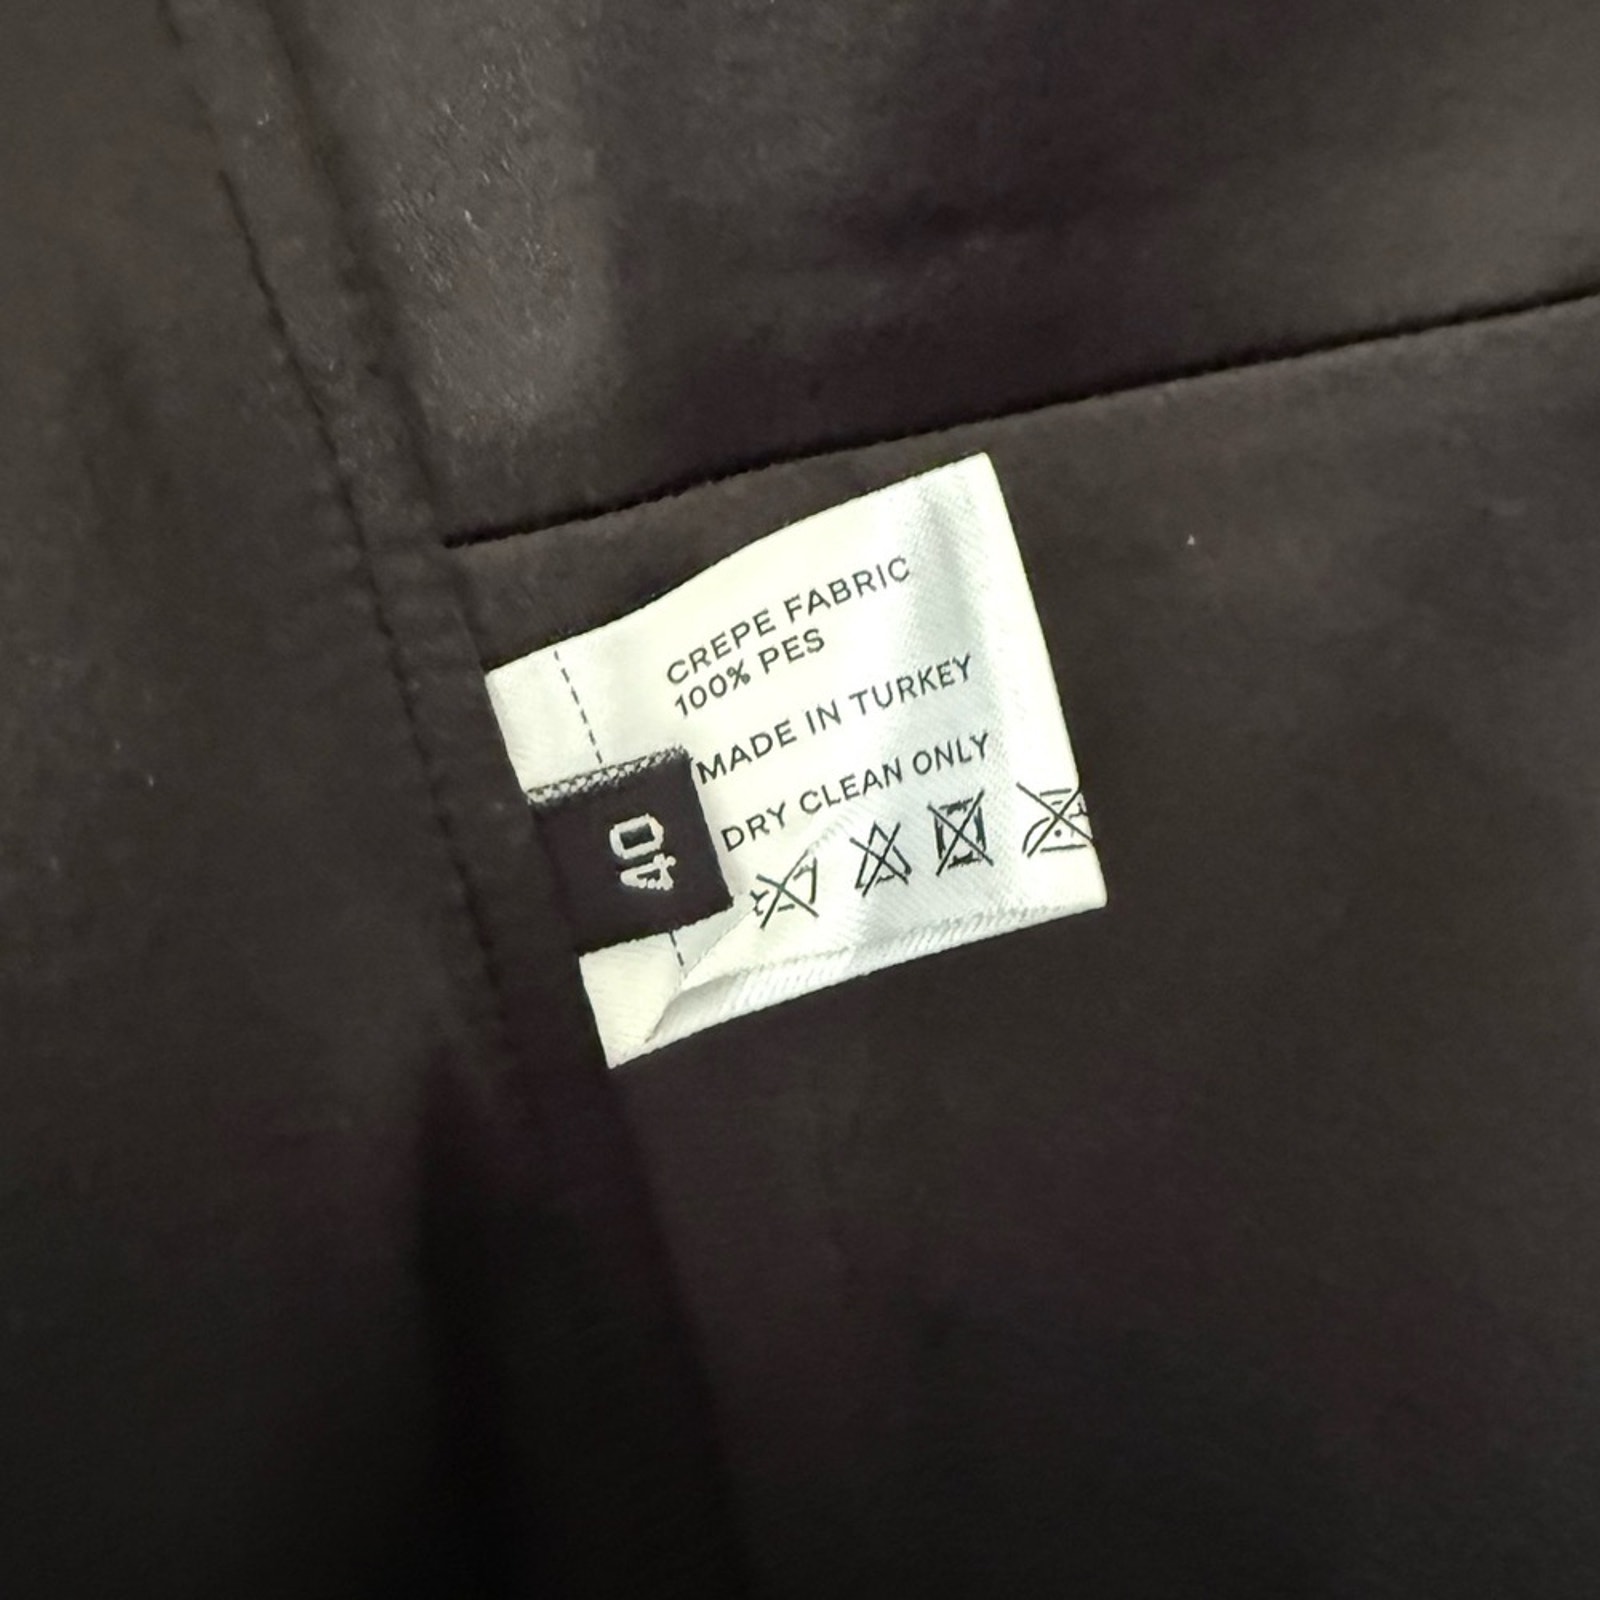 CREPE FABRIC
100% PES
MADE IN TURKEY
DRY CLEAN ONLY
40